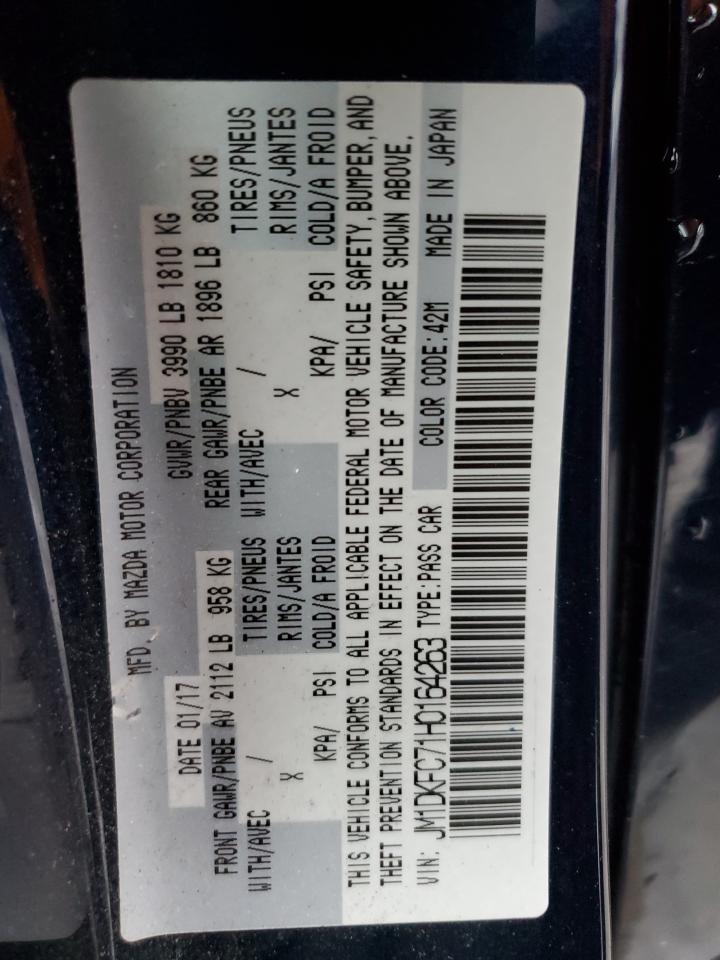 MFD. BY MAZDA MOTOR CORPORATION
DATE 01/17 GVWR/PNBV 3990 LB 1810 KG
FRONT GAWR/PNBE AV 2112 LB 958 KG REAR GAWR/PNBE AR 1896 LB 860 KG
WITH/AVEC / TIRES/PNEUS WITH/AVEC / TIRES/PNEUS
X RIMS/JANTES X RIMS/JANTES
KPA/ PSI COLD/A FROID KPA/ PSI COLD/A FROID
THIS VEHICLE CONFORMS TO ALL APPLICABLE FEDERAL MOTOR VEHICLE SAFETY, BUMPER, AND
THEFT PREVENTION STANDARDS IN EFFECT ON THE DATE OF MANUFACTURE SHOWN ABOVE.
VIN: JM1DKFC71H0164263 TYPE:PASS CAR COLOR CODE:42M MADE IN JAPAN